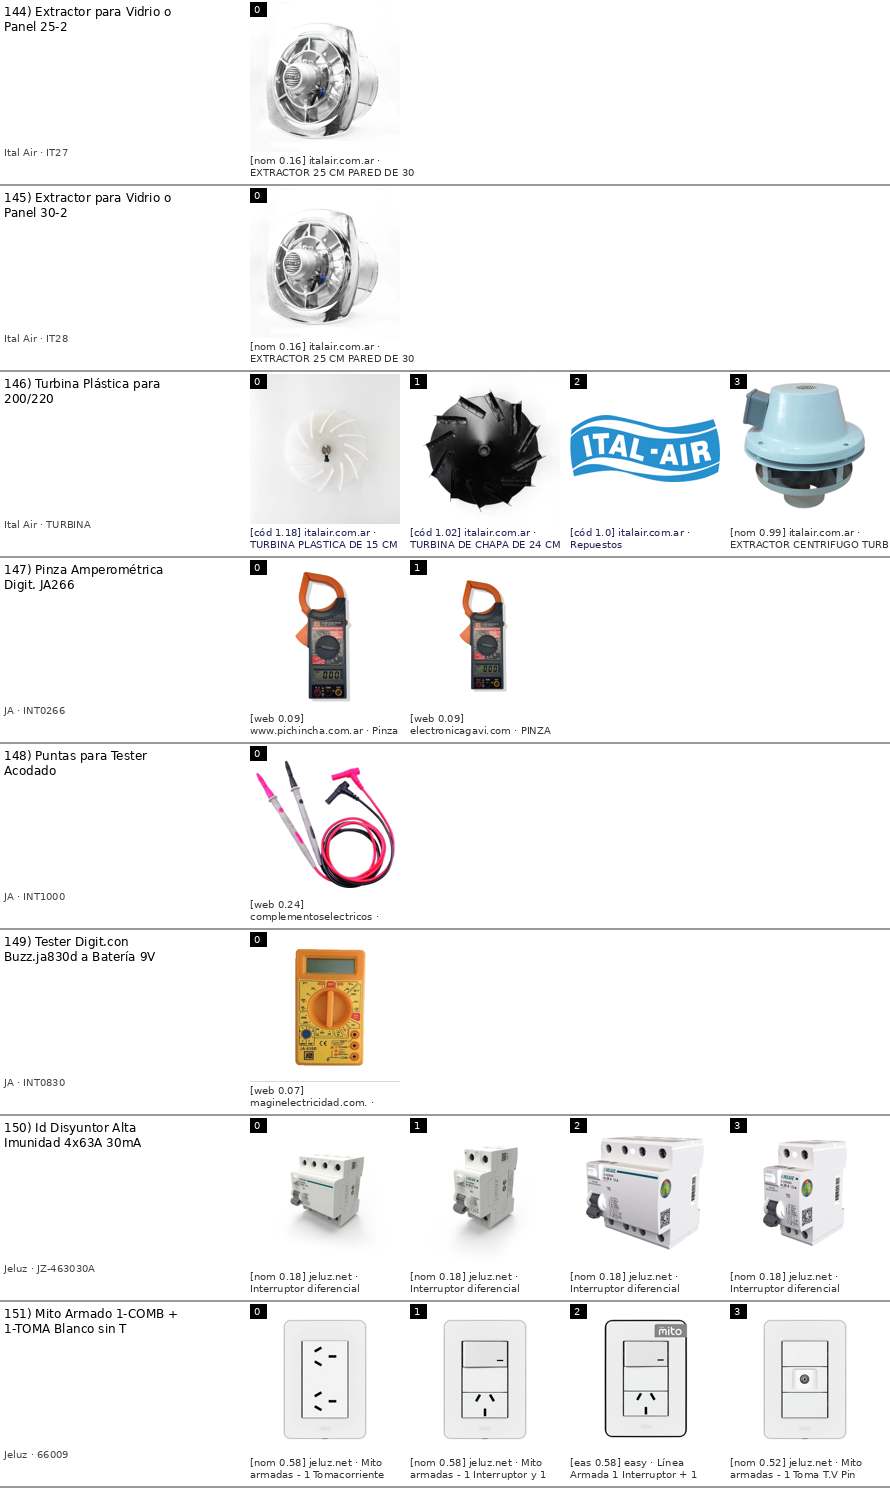 144) Extractor para Vidrio o
Panel 25-2
Ital Air · IT27
0
[nom 0.16] italair.com.ar ·
EXTRACTOR 25 CM PARED DE 30
145) Extractor para Vidrio o
Panel 30-2
Ital Air · IT28
0
[nom 0.16] italair.com.ar ·
EXTRACTOR 25 CM PARED DE 30
146) Turbina Plástica para
200/220
Ital Air · TURBINA
0
[cód 1.18] italair.com.ar ·
TURBINA PLASTICA DE 15 CM
1
[cód 1.02] italair.com.ar ·
TURBINA DE CHAPA DE 24 CM
2
ITAL-AIR
[cód 1.0] italair.com.ar ·
Repuestos
3
[nom 0.99] italair.com.ar ·
EXTRACTOR CENTRIFUGO TURB
147) Pinza Amperométrica
Digit. JA266
JA · INT0266
0
[web 0.09]
www.pichincha.com.ar · Pinza
1
[web 0.09]
electronicagavi.com · PINZA
148) Puntas para Tester
Acodado
JA · INT1000
0
[web 0.24]
complementoselectricos ·
149) Tester Digit.con
Buzz.ja830d a Batería 9V
JA · INT0830
0
[web 0.07]
maginelectricidad.com. ·
150) Id Disyuntor Alta
Imunidad 4x63A 30mA
Jeluz · JZ-463030A
0
[nom 0.18] jeluz.net ·
Interruptor diferencial
1
[nom 0.18] jeluz.net ·
Interruptor diferencial
2
[nom 0.18] jeluz.net ·
Interruptor diferencial
3
[nom 0.18] jeluz.net ·
Interruptor diferencial
151) Mito Armado 1-COMB +
1-TOMA Blanco sin T
Jeluz · 66009
0
[nom 0.58] jeluz.net · Mito
armadas - 1 Tomacorriente
1
[nom 0.58] jeluz.net · Mito
armadas - 1 Interruptor y 1
2
mito
[eas 0.58] easy · Línea
Armada 1 Interruptor + 1
3
[nom 0.52] jeluz.net · Mito
armadas - 1 Toma T.V Pin